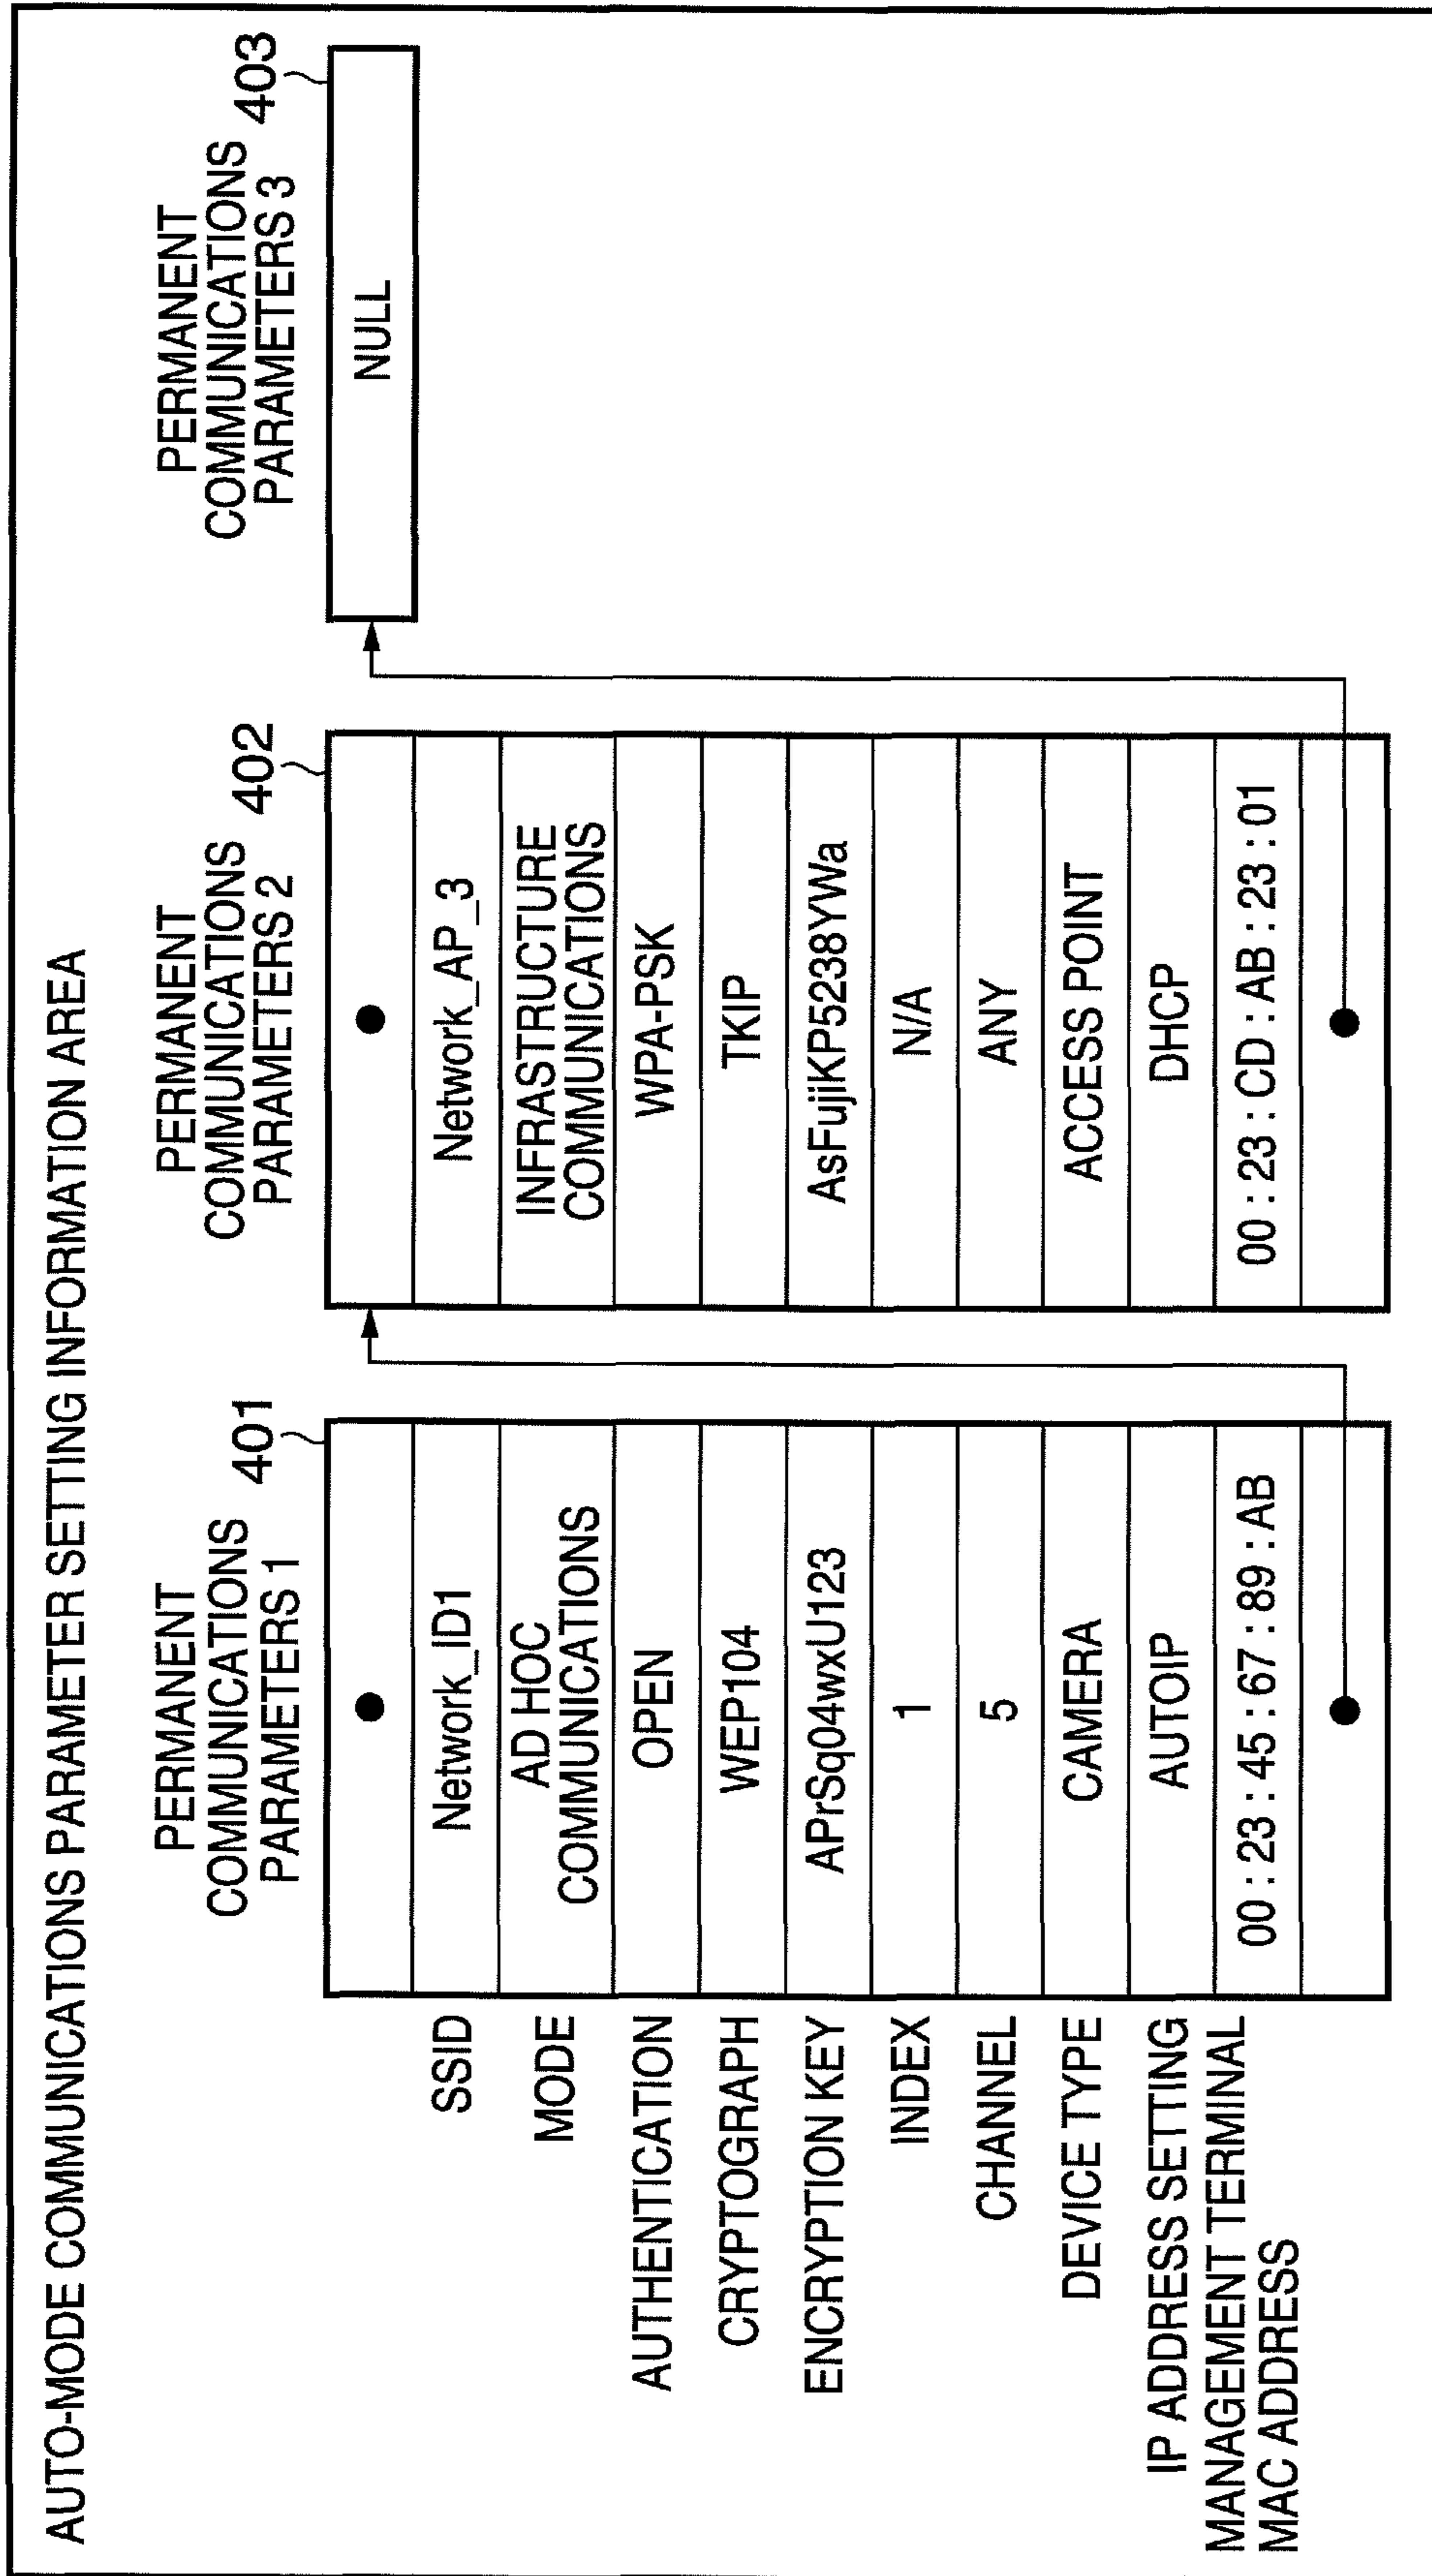 AUTO-MODE COMMUNICATIONS PARAMETER SETTING INFORMATION AREA
PERMANENT
COMMUNICATIONS
PARAMETERS 1
401
PERMANENT
COMMUNICATIONS
PARAMETERS 2
402
PERMANENT
COMMUNICATIONS
PARAMETERS 3
403
NULL
SSID
Network_ID1
Network_AP_3
MODE
AD HOC
COMMUNICATIONS
INFRASTRUCTURE
COMMUNICATIONS
AUTHENTICATION
OPEN
WPA-PSK
CRYPTOGRAPH
WEP104
TKIP
ENCRYPTION KEY
APrSq04wxU123
AsFujiKP5238YWa
INDEX
1
N/A
CHANNEL
5
ANY
DEVICE TYPE
CAMERA
ACCESS POINT
IP ADDRESS SETTING
AUTOIP
DHCP
MANAGEMENT TERMINAL
MAC ADDRESS
00 : 23 : 45 : 67 : 89 : AB
00 : 23 : CD : AB : 23 : 01